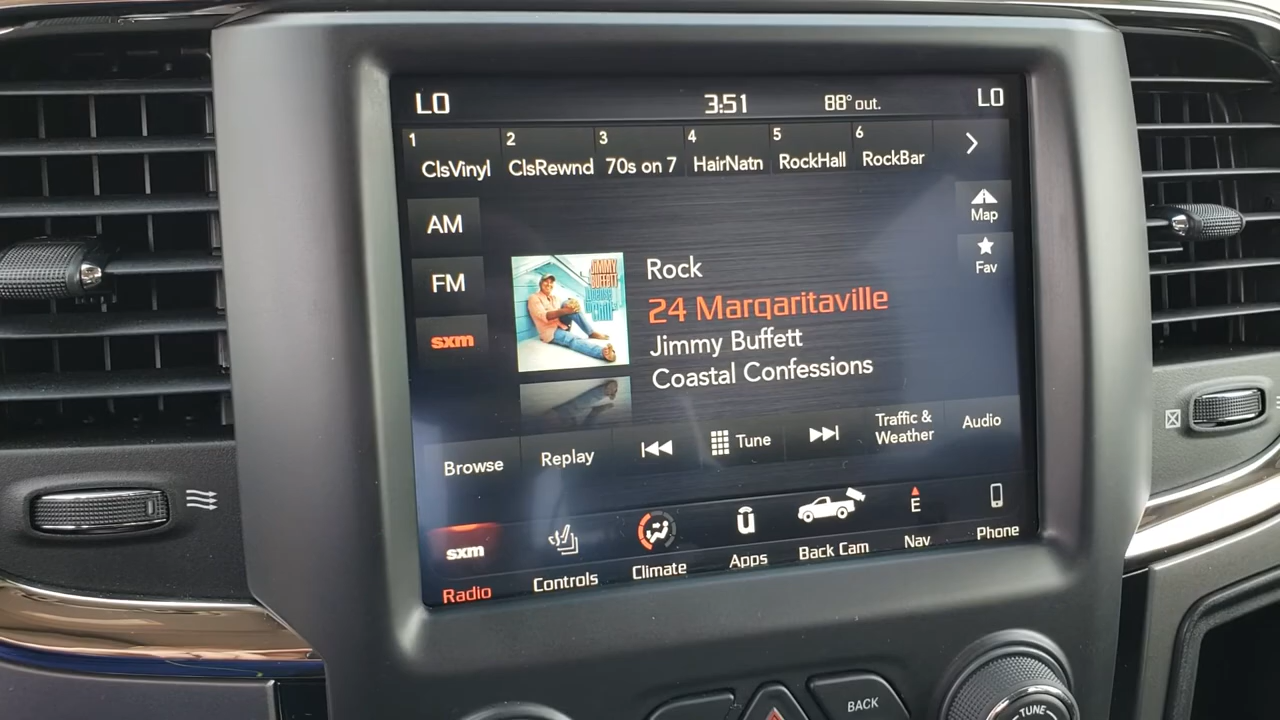 LO 3:51 88° out. LO
1 2 3 4 5 6
ClsVinyl ClsRewnd 70s on 7 HairNatn RockHall RockBar
AM
Map
FM
Fav
sxm
JIMMY
BUFFETT
Rock
24 Margaritaville
Jimmy Buffett
Coastal Confessions
Browse Replay Tune Traffic &
Weather Audio
sxm E
Radio Controls Climate Apps Back Cam Nav Phone
BACK
TUNE